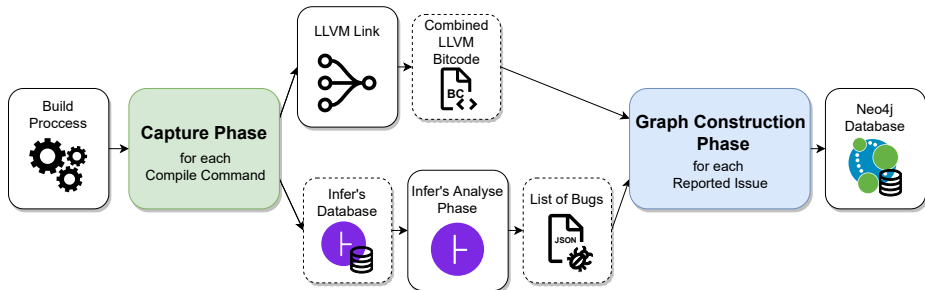 Build
Proccess
Capture Phase
for each
Compile Command
LLVM Link
Combined
LLVM
Bitcode
BC
Infer's
Database
Infer's Analyse
Phase
List of Bugs
JSON
Graph Construction
Phase
for each
Reported Issue
Neo4j
Database